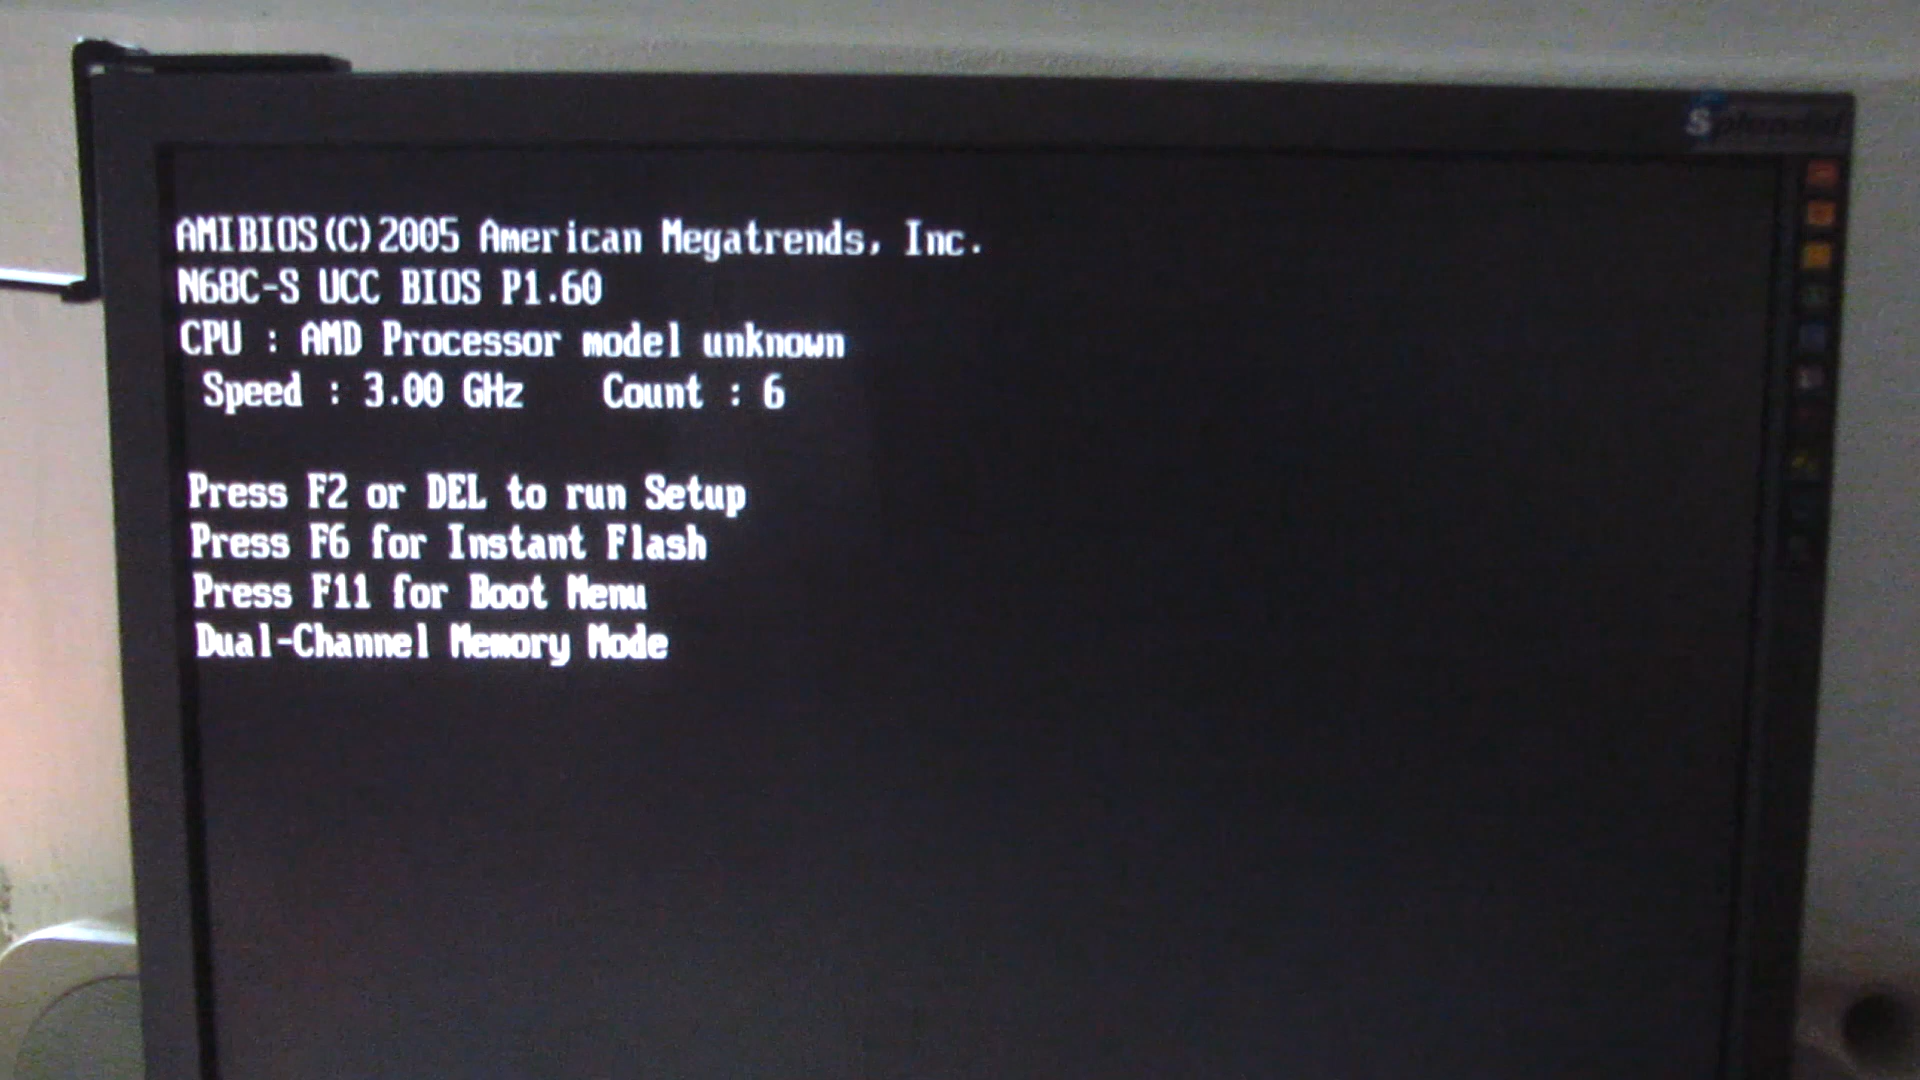 Splendid
AMIBIOS(C)2005 American Megatrends, Inc.
N68C-S UCC BIOS P1.60
CPU : AMD Processor model unknown
Speed : 3.00 GHz Count : 6
Press F2 or DEL to run Setup
Press F6 for Instant Flash
Press F11 for Boot Menu
Dual-Channel Memory Mode